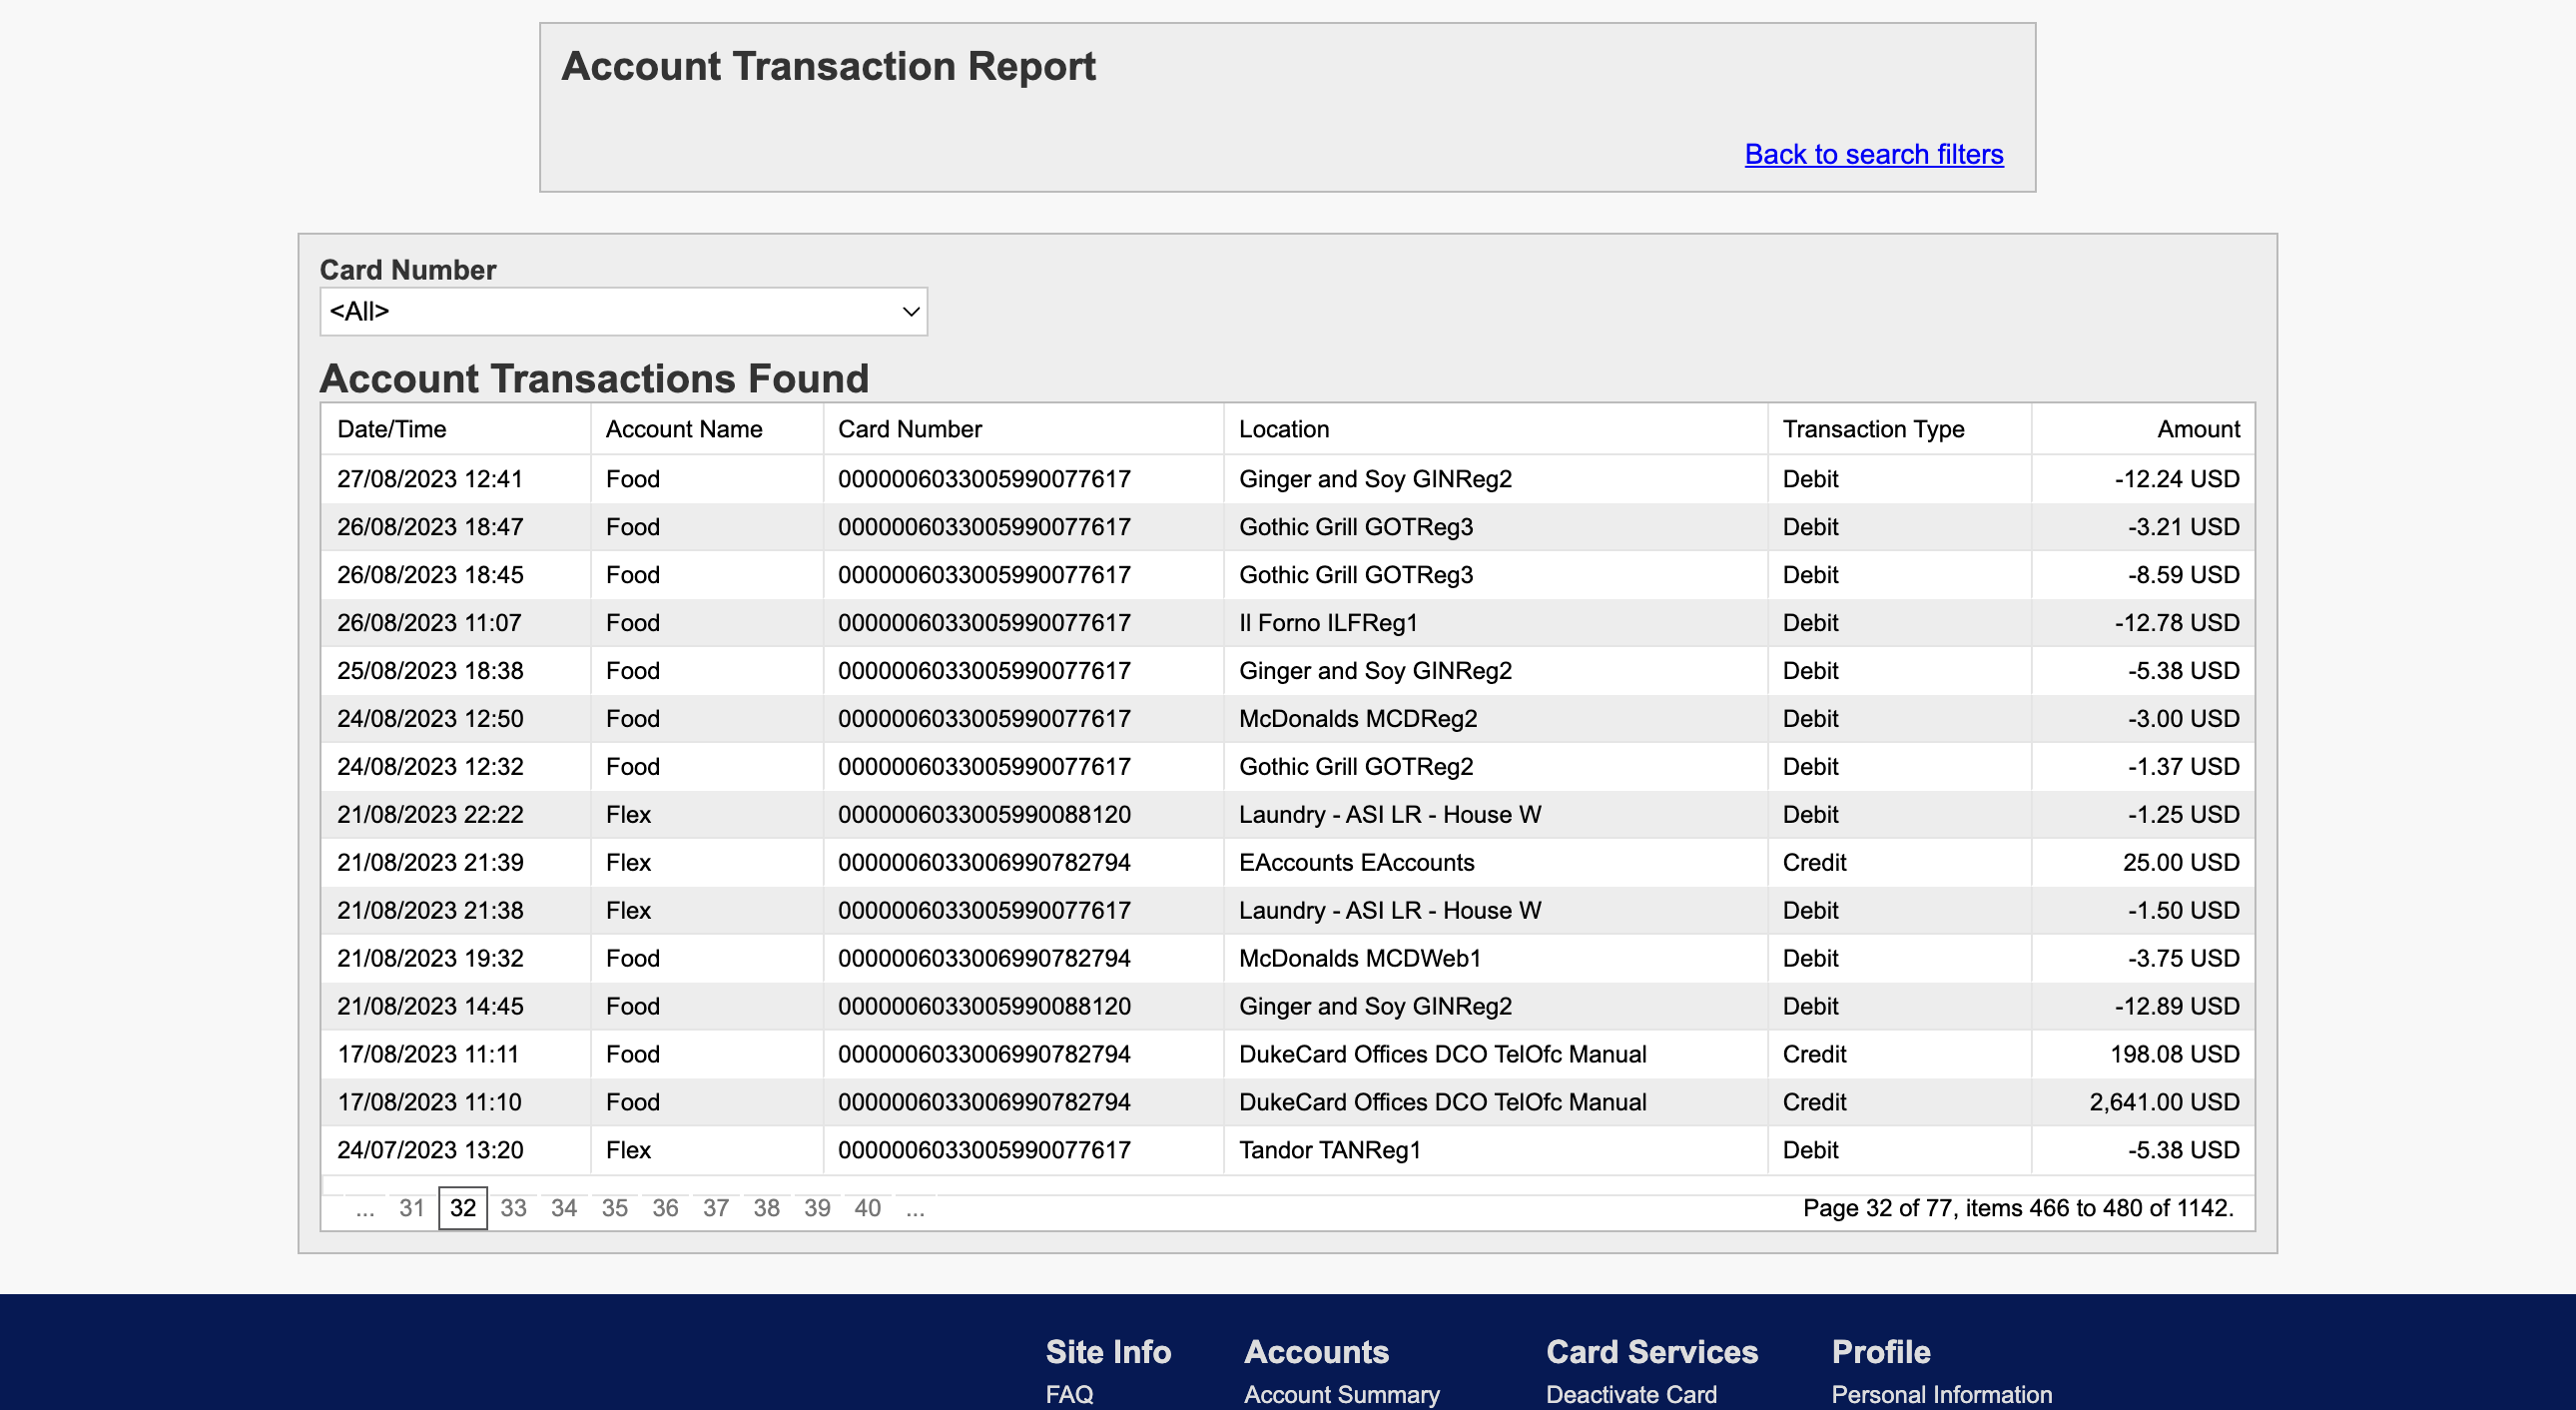 Account Transaction Report
Back to search filters
Card Number
<All>
Account Transactions Found
Date/Time Account Name Card Number Location Transaction Type Amount
27/08/2023 12:41 Food 0000006033005990077617 Ginger and Soy GINReg2 Debit -12.24 USD
26/08/2023 18:47 Food 0000006033005990077617 Gothic Grill GOTReg3 Debit -3.21 USD
26/08/2023 18:45 Food 0000006033005990077617 Gothic Grill GOTReg3 Debit -8.59 USD
26/08/2023 11:07 Food 0000006033005990077617 Il Forno ILFReg1 Debit -12.78 USD
25/08/2023 18:38 Food 0000006033005990077617 Ginger and Soy GINReg2 Debit -5.38 USD
24/08/2023 12:50 Food 0000006033005990077617 McDonalds MCDReg2 Debit -3.00 USD
24/08/2023 12:32 Food 0000006033005990077617 Gothic Grill GOTReg2 Debit -1.37 USD
21/08/2023 22:22 Flex 0000006033005990088120 Laundry - ASI LR - House W Debit -1.25 USD
21/08/2023 21:39 Flex 0000006033006990782794 EAccounts EAccounts Credit 25.00 USD
21/08/2023 21:38 Flex 0000006033005990077617 Laundry - ASI LR - House W Debit -1.50 USD
21/08/2023 19:32 Food 0000006033006990782794 McDonalds MCDWeb1 Debit -3.75 USD
21/08/2023 14:45 Food 0000006033005990088120 Ginger and Soy GINReg2 Debit -12.89 USD
17/08/2023 11:11 Food 0000006033006990782794 DukeCard Offices DCO TelOfc Manual Credit 198.08 USD
17/08/2023 11:10 Food 0000006033006990782794 DukeCard Offices DCO TelOfc Manual Credit 2,641.00 USD
24/07/2023 13:20 Flex 0000006033005990077617 Tandor TANReg1 Debit -5.38 USD
... 31 32 33 34 35 36 37 38 39 40 ... Page 32 of 77, items 466 to 480 of 1142.
Site Info Accounts Card Services Profile
FAQ Account Summary Deactivate Card Personal Information